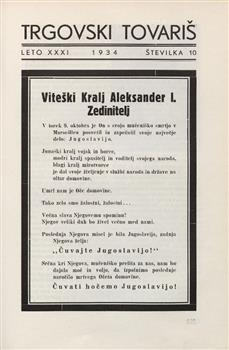 TRGOVSKI TOVARIŠ
LETO XXXI 1934 ŠTEVILKA 10
Viteški Kralj Aleksander I.
Zedinitelj
V torek 9. oktobra je On s svojo mučeniško smrtjo v
Marseilleu posvetil in zapečatil svoje največje
delo: Jugoslavijo.
Junaški kralj vojak in borec,
modri kralj upravitelj in voditelj svojega naroda,
blagi kralj mirotvorec
je dal svoje življenje v službi naroda in države na
oltar domovine.
Umrl nam je Oče domovine.
Tako zelo smo žalostni, žalostni...
Večna slava Njegovemu spominu!
Njegov veliki duh bo živel večno med nami.
Poslednja Njegova misel je bila Jugoslavija, zadnja
Njegova želja:
„Čuvajte Jugoslavijo!"
Srčna kri Njegova, mučeniško prelita za nas, nam bo
dajala moč in voljo, da izpolnimo poslednje
naročilo mrtvega Očeta domovine.
Čuvati hočemo Jugoslavijo!